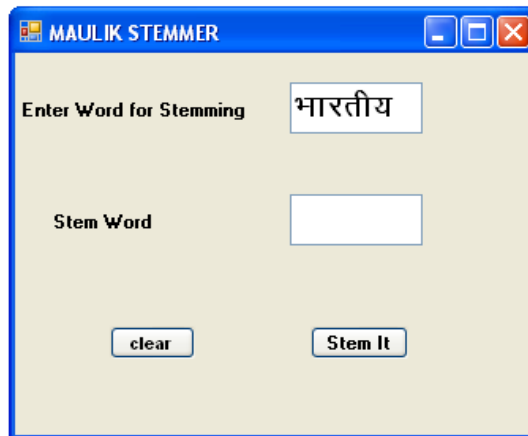 MAULIK STEMMER
Enter Word for Stemming भारतीय
Stem Word
clear Stem It